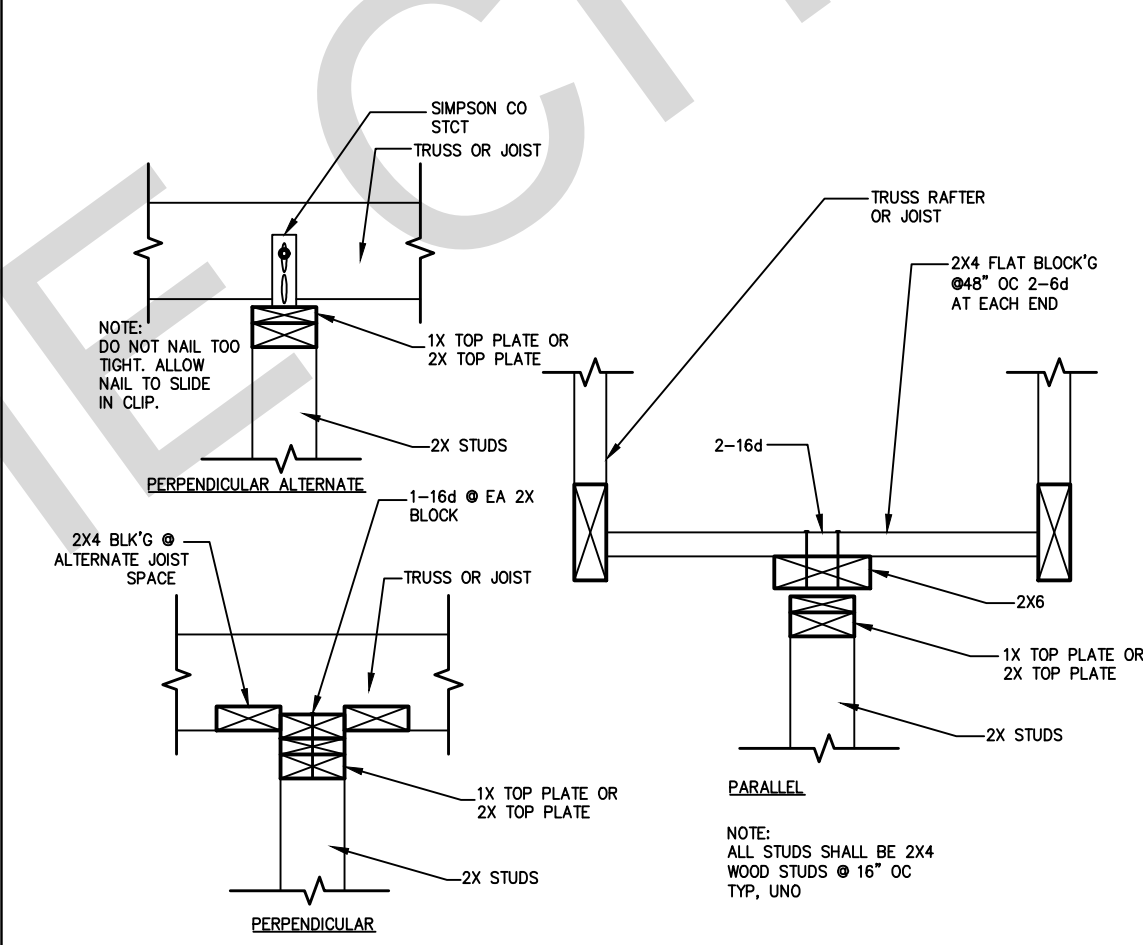 SIMPSON CO
STCT
TRUSS OR JOIST
NOTE:
DO NOT NAIL TOO
TIGHT. ALLOW
NAIL TO SLIDE
IN CLIP.
1X TOP PLATE OR
2X TOP PLATE
2X STUDS
PERPENDICULAR ALTERNATE
1-16d @ EA 2X
BLOCK
2X4 BLK'G @
ALTERNATE JOIST
SPACE
TRUSS OR JOIST
1X TOP PLATE OR
2X TOP PLATE
2X STUDS
PERPENDICULAR
TRUSS RAFTER
OR JOIST
2X4 FLAT BLOCK'G
@48" OC 2-6d
AT EACH END
2-16d
2X6
1X TOP PLATE OR
2X TOP PLATE
2X STUDS
PARALLEL
NOTE:
ALL STUDS SHALL BE 2X4
WOOD STUDS @ 16" OC
TYP, UNO